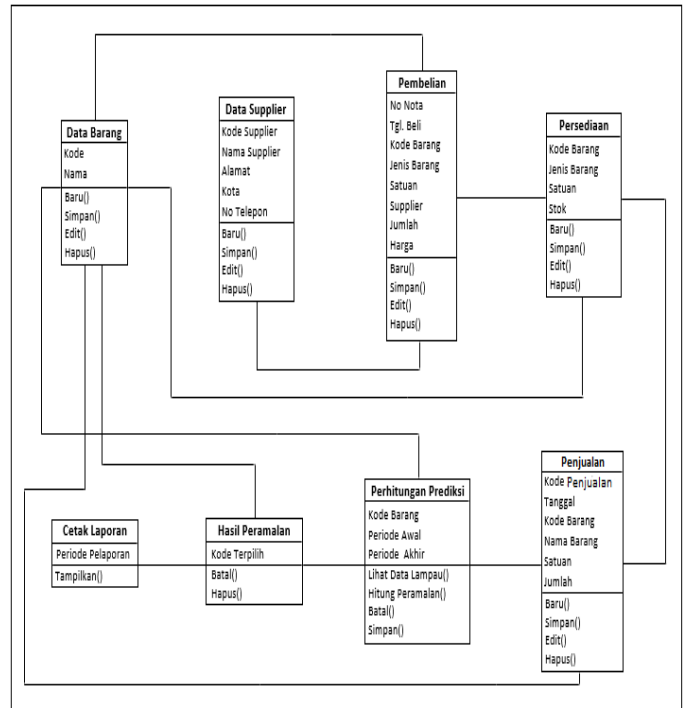 Data Barang
Kode
Nama
Baru()
Simpan()
Edit()
Hapus()
Data Supplier
Kode Supplier
Nama Supplier
Alamat
Kota
No Telepon
Baru()
Simpan()
Edit()
Hapus()
Pembelian
No Nota
Tgl. Beli
Kode Barang
Jenis Barang
Satuan
Supplier
Jumlah
Harga
Baru()
Simpan()
Edit()
Hapus()
Persediaan
Kode Barang
Jenis Barang
Satuan
Stok
Baru()
Simpan()
Edit()
Hapus()
Cetak Laporan
Periode Pelaporan
Tampilkan()
Hasil Peramalan
Kode Terpilih
Batal()
Hapus()
Perhitungan Prediksi
Kode Barang
Periode Awal
Periode Akhir
Lihat Data Lampau()
Hitung Peramalan()
Batal()
Simpan()
Penjualan
Kode Penjualan
Tanggal
Kode Barang
Nama Barang
Satuan
Jumlah
Baru()
Simpan()
Edit()
Hapus()